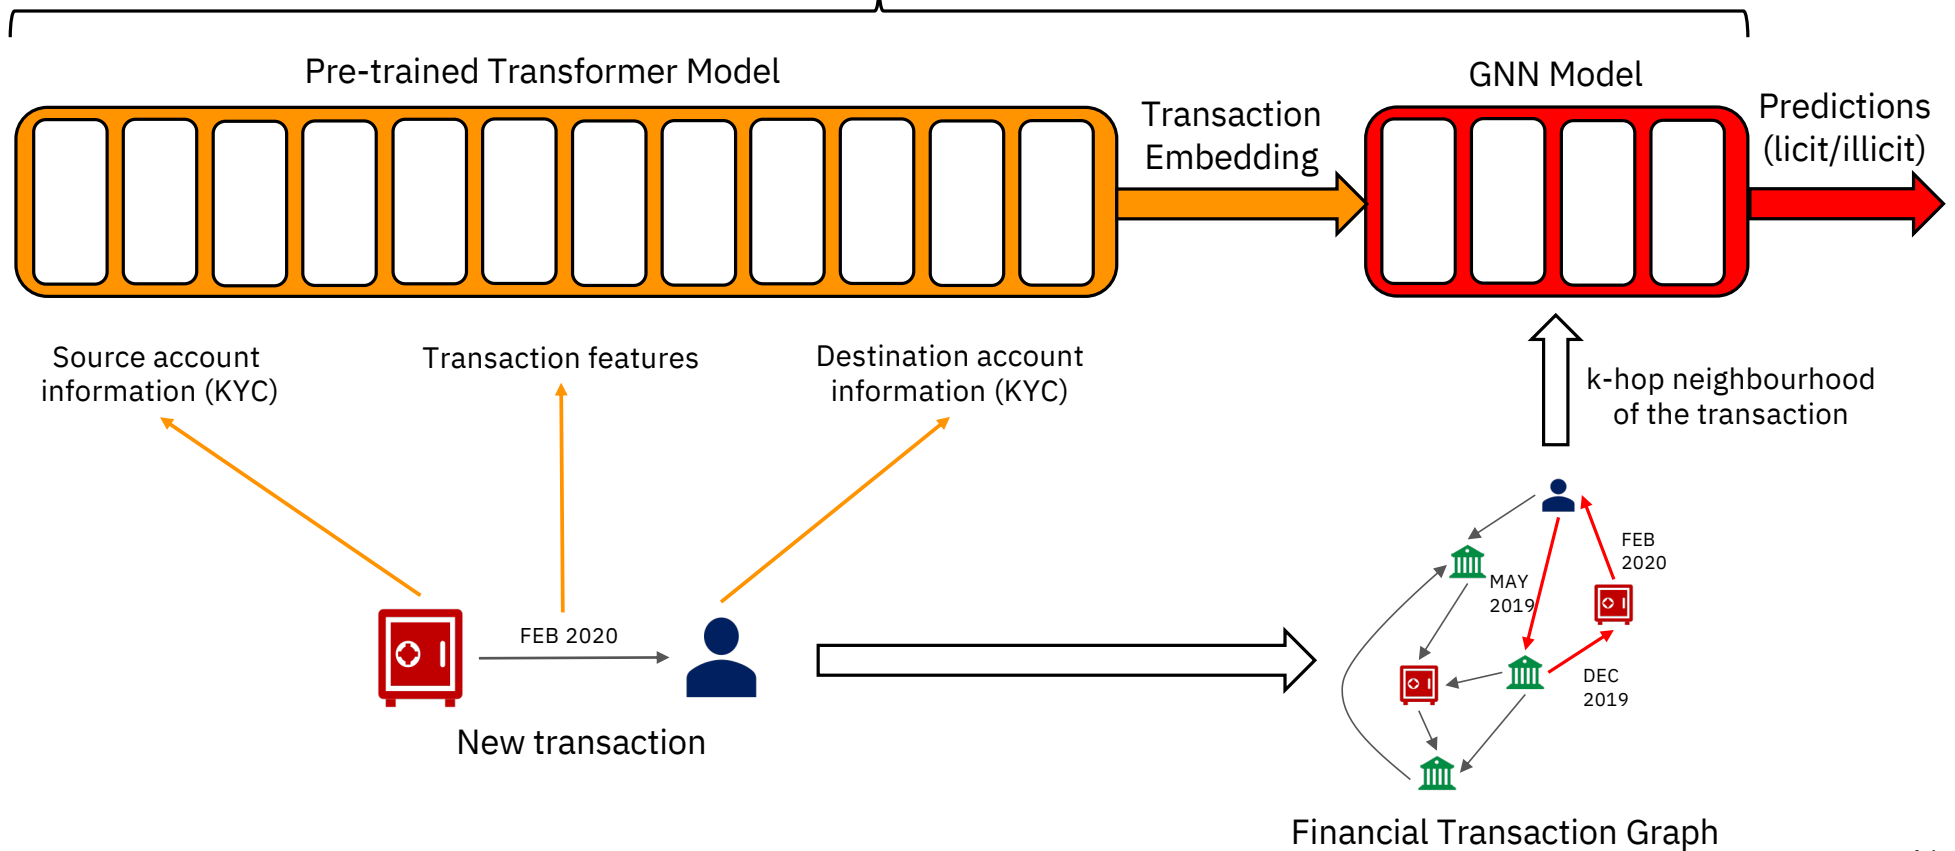 Pre-trained Transformer Model
GNN Model
Transaction
Embedding
Predictions
(licit/illicit)
Source account
information (KYC)
Transaction features
Destination account
information (KYC)
k-hop neighbourhood
of the transaction
FEB
2020
MAY
2019
FEB 2020
DEC
2019
New transaction
Financial Transaction Graph